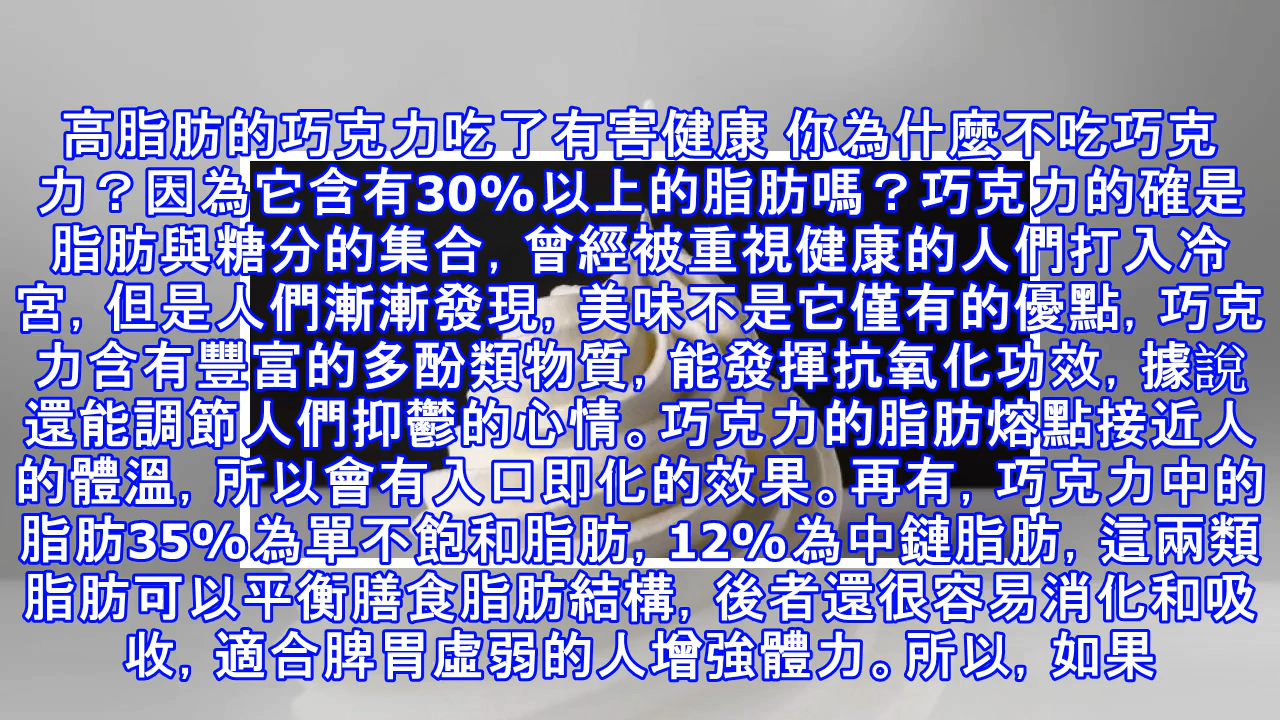 高脂肪的巧克力吃了有害健康 你為什麼不吃巧克
力？因為它含有30%以上的脂肪嗎？巧克力的確是
脂肪與糖分的集合, 曾經被重視健康的人們打入冷
宮, 但是人們漸漸發現, 美味不是它僅有的優點, 巧克
力含有豐富的多酚類物質, 能發揮抗氧化功效, 據說
還能調節人們抑鬱的心情。巧克力的脂肪熔點接近人
的體溫, 所以會有入口即化的效果。再有, 巧克力中的
脂肪35%為單不飽和脂肪, 12%為中鏈脂肪, 這兩類
脂肪可以平衡膳食脂肪結構, 後者還很容易消化和吸
收, 適合脾胃虛弱的人增強體力。所以, 如果